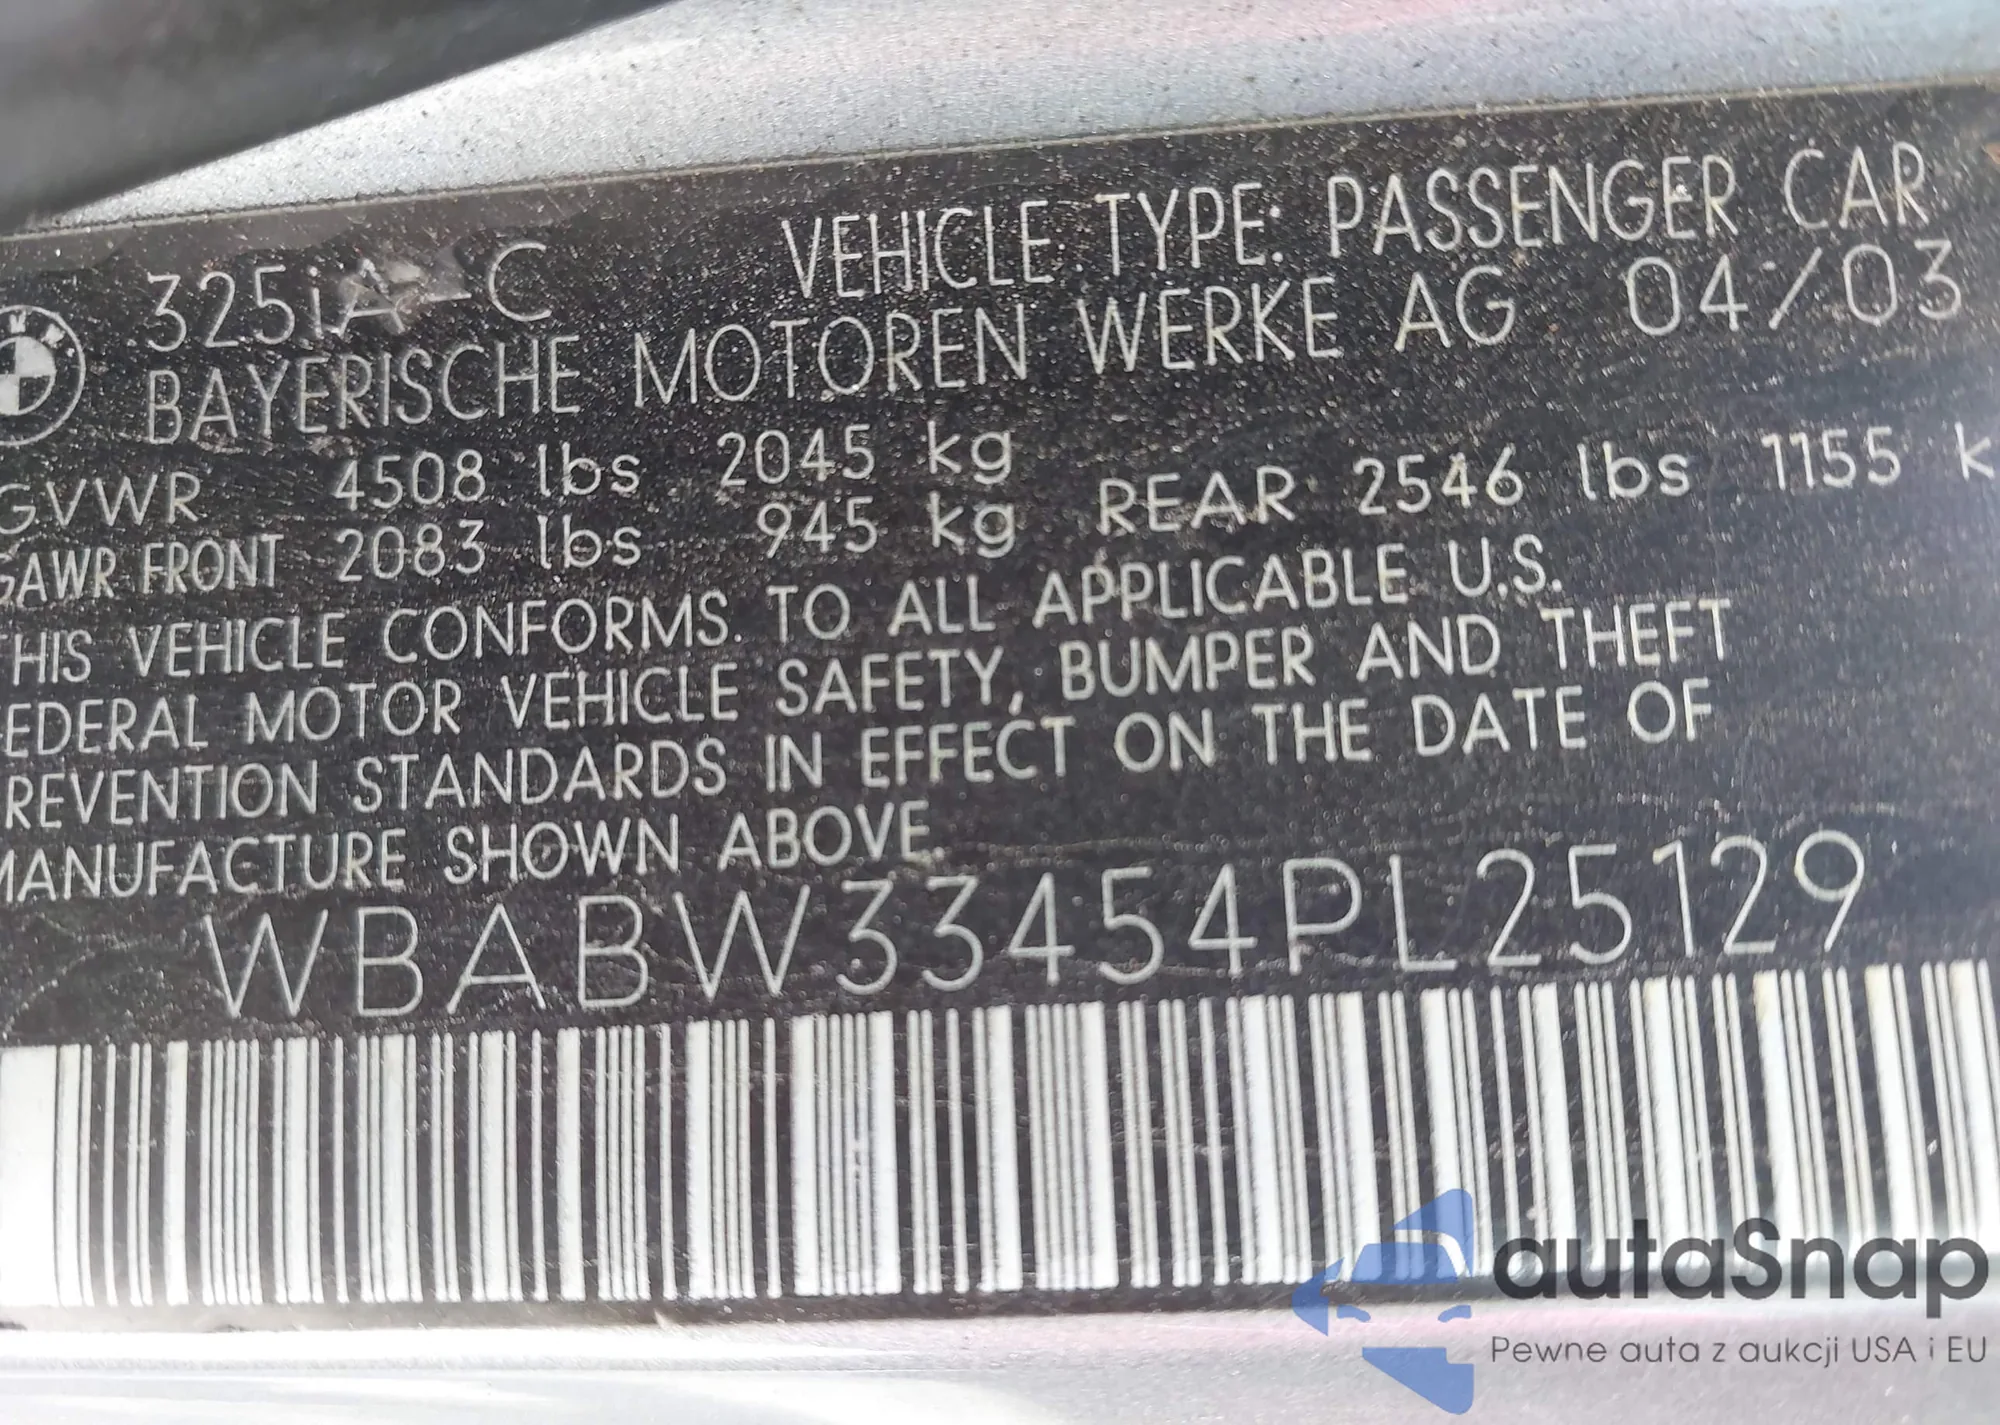 325iA-C VEHICLE TYPE: PASSENGER CAR
BAYERISCHE MOTOREN WERKE AG 04/03
GVWR 4508 lbs 2045 kg
GAWR FRONT 2083 lbs 945 kg REAR 2546 lbs 1155 k
THIS VEHICLE CONFORMS TO ALL APPLICABLE U.S.
FEDERAL MOTOR VEHICLE SAFETY, BUMPER AND THEFT
PREVENTION STANDARDS IN EFFECT ON THE DATE OF
MANUFACTURE SHOWN ABOVE.
WBABW33454PL25129
autaSnap
Pewne auta z aukcji USA i EU